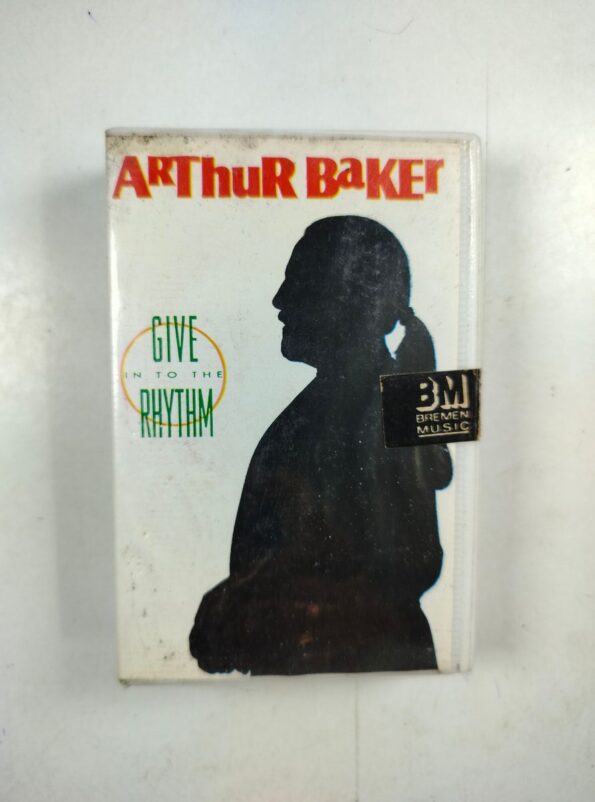 ARThuR BaKEr
GIVE
IN TO THE
RHYTHM
BM
BREMEN
MUSIC